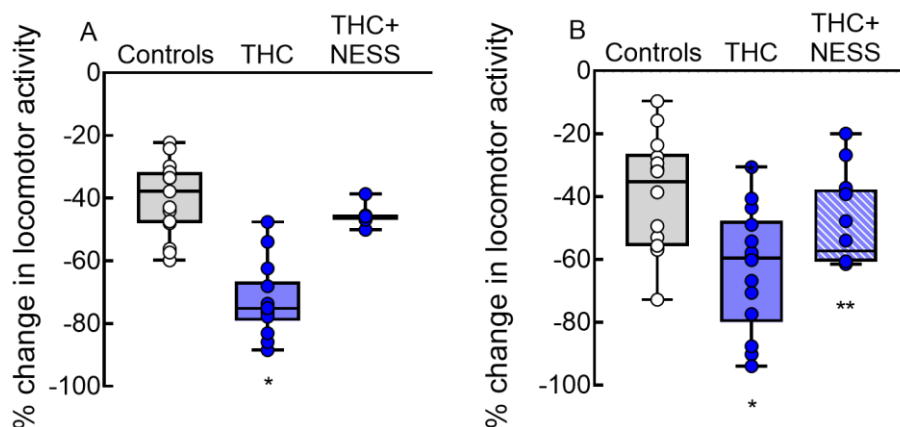 A
Controls
THC
THC+
NESS
% change in locomotor activity
0
-20
-40
-60
-80
-100
*
B
Controls
THC
THC+
NESS
% change in locomotor activity
0
-20
-40
-60
-80
-100
*
**